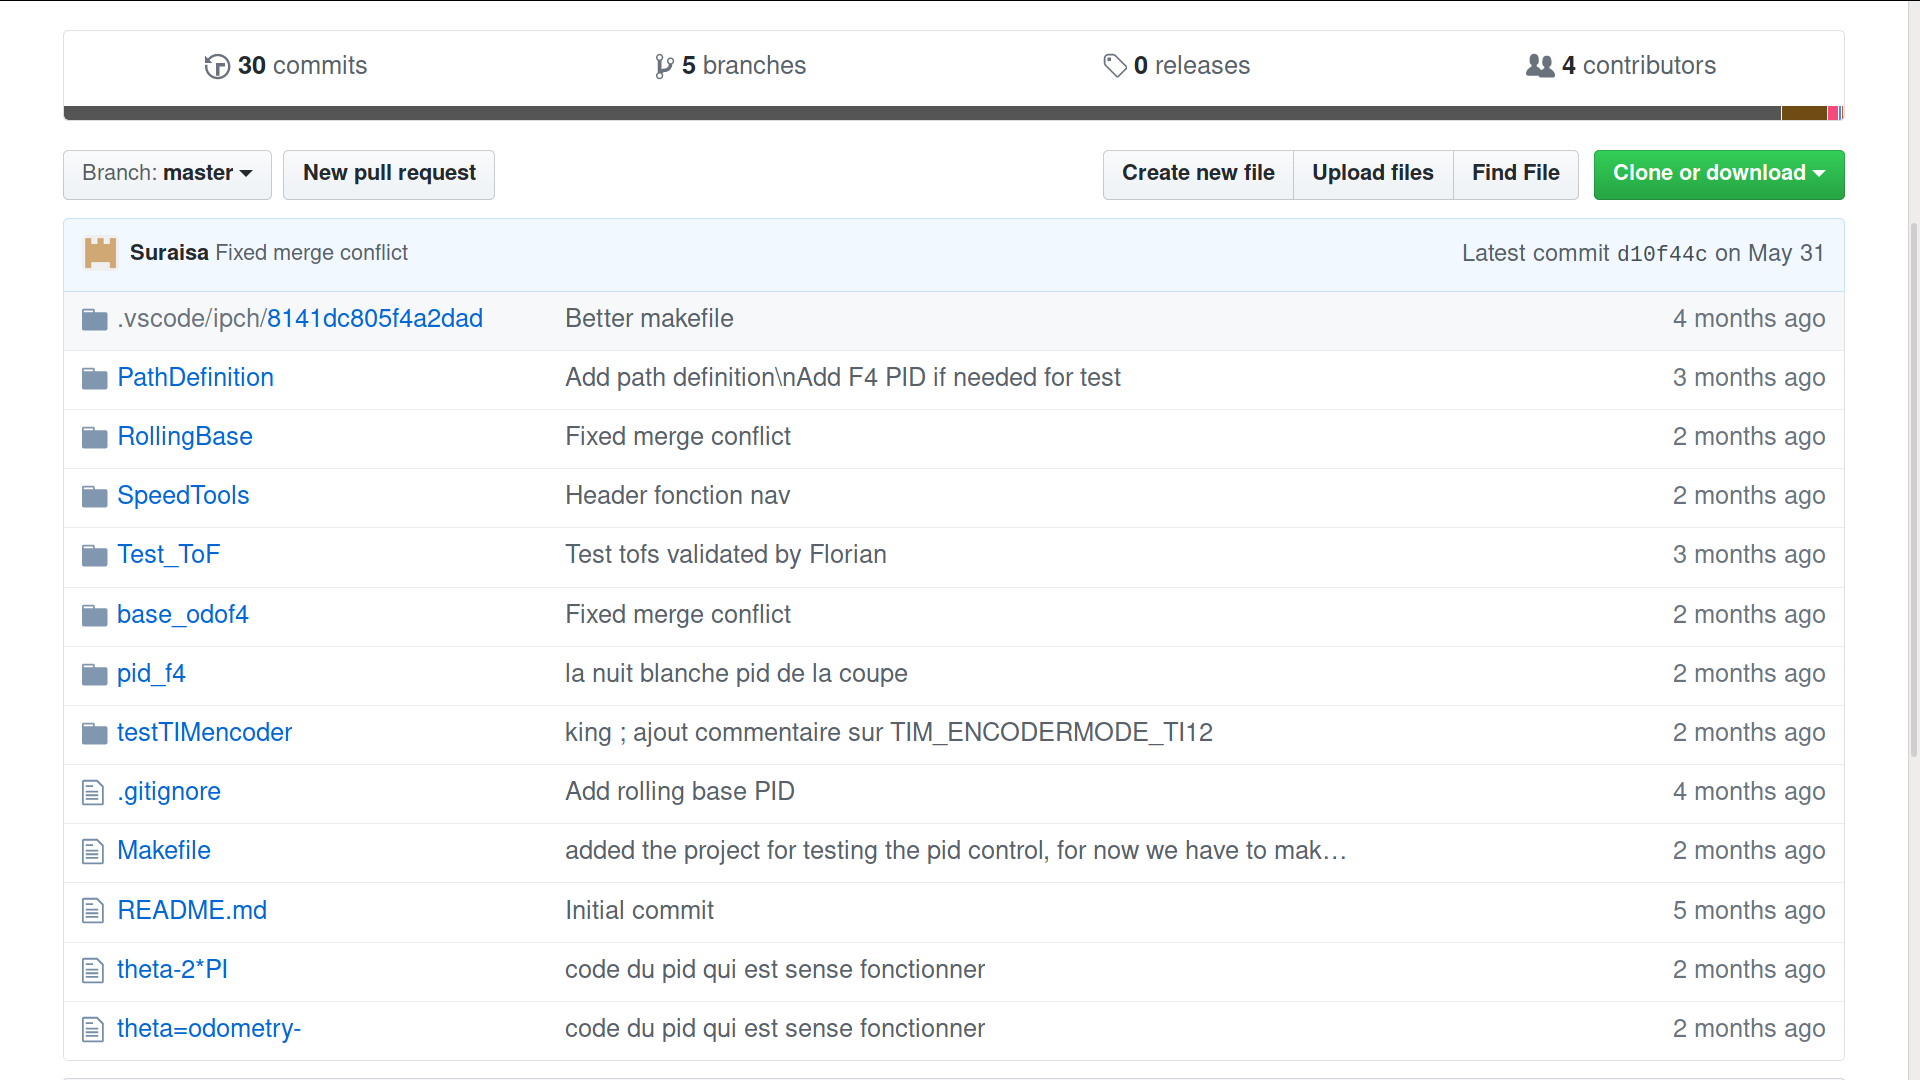 30 commits 5 branches 0 releases 4 contributors
Branch: master New pull request Create new file Upload files Find File Clone or download
Suraisa Fixed merge conflict Latest commit d10f44c on May 31
.vscode/ipch/8141dc805f4a2dad Better makefile 4 months ago
PathDefinition Add path definition\nAdd F4 PID if needed for test 3 months ago
RollingBase Fixed merge conflict 2 months ago
SpeedTools Header fonction nav 2 months ago
Test_ToF Test tofs validated by Florian 3 months ago
base_odof4 Fixed merge conflict 2 months ago
pid_f4 la nuit blanche pid de la coupe 2 months ago
testTIMencoder king ; ajout commentaire sur TIM_ENCODERMODE_TI12 2 months ago
.gitignore Add rolling base PID 4 months ago
Makefile added the project for testing the pid control, for now we have to mak… 2 months ago
README.md Initial commit 5 months ago
theta-2*PI code du pid qui est sense fonctionner 2 months ago
theta=odometry- code du pid qui est sense fonctionner 2 months ago